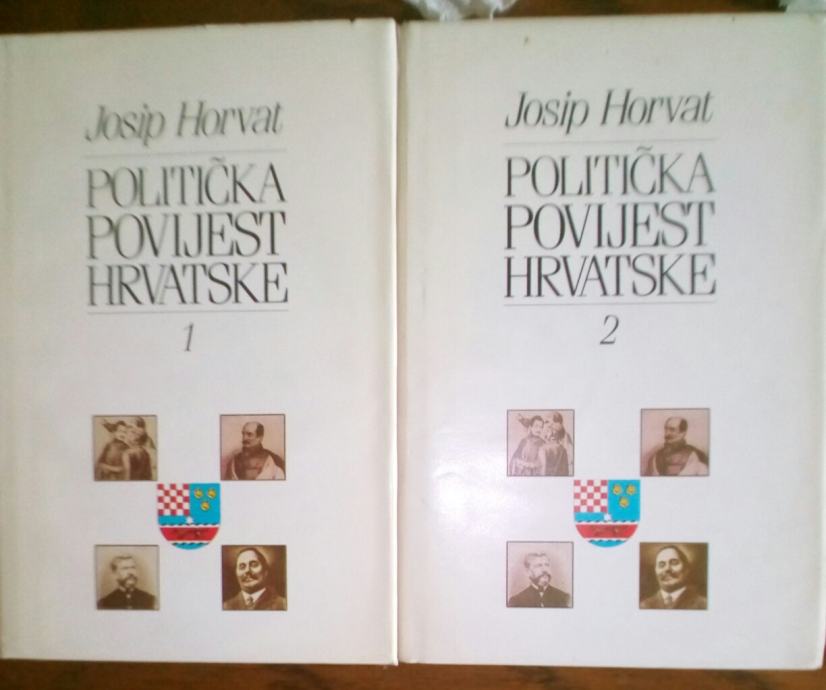 Josip Horvat
POLITIČKA
POVIJEST
HRVATSKE
1
Josip Horvat
POLITIČKA
POVIJEST
HRVATSKE
2